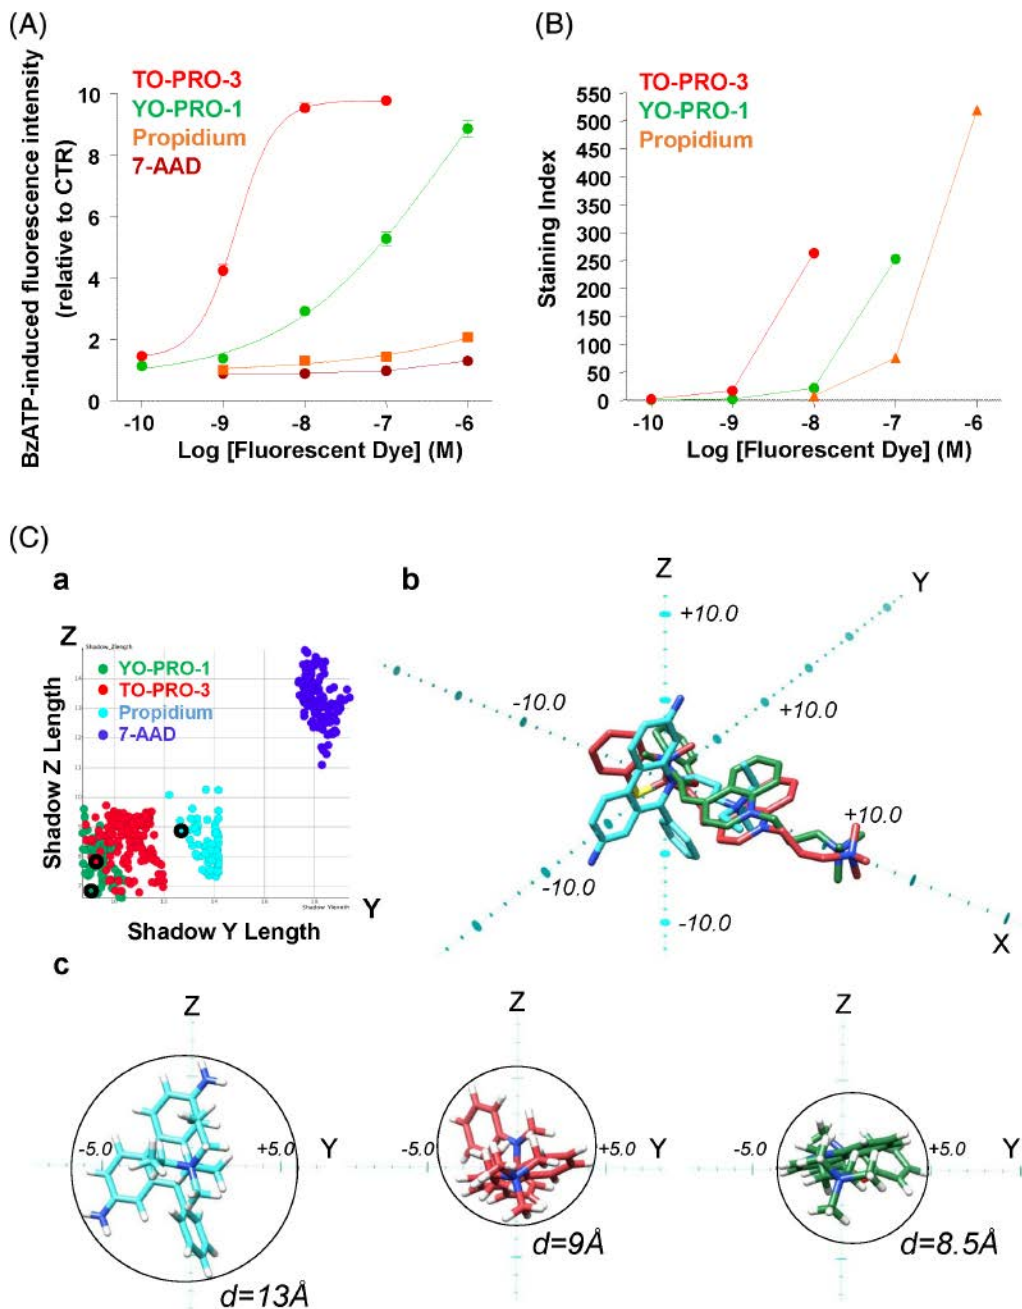 (A)
BzATP-induced fluorescence intensity
(relative to CTR)
TO-PRO-3
YO-PRO-1
Propidium
7-AAD
10
8
6
4
2
0
-10 -9 -8 -7 -6
Log [Fluorescent Dye] (M)
(B)
Staining Index
TO-PRO-3
YO-PRO-1
Propidium
550
500
450
400
350
300
250
200
150
100
50
0
-10 -9 -8 -7 -6
Log [Fluorescent Dye] (M)
(C)
a
Z
Shadow_Zlength
YO-PRO-1
TO-PRO-3
Propidium
7-AAD
Shadow Z Length
Shadow_Ylength
Y
Shadow Y Length
b
Z
Y
+10.0
-10.0
+10.0
+10.0
-10.0
-10.0
X
c
Z
-5.0 +5.0 Y
d=13Å
Z
-5.0 +5.0 Y
d=9Å
Z
-5.0 +5.0 Y
d=8.5Å